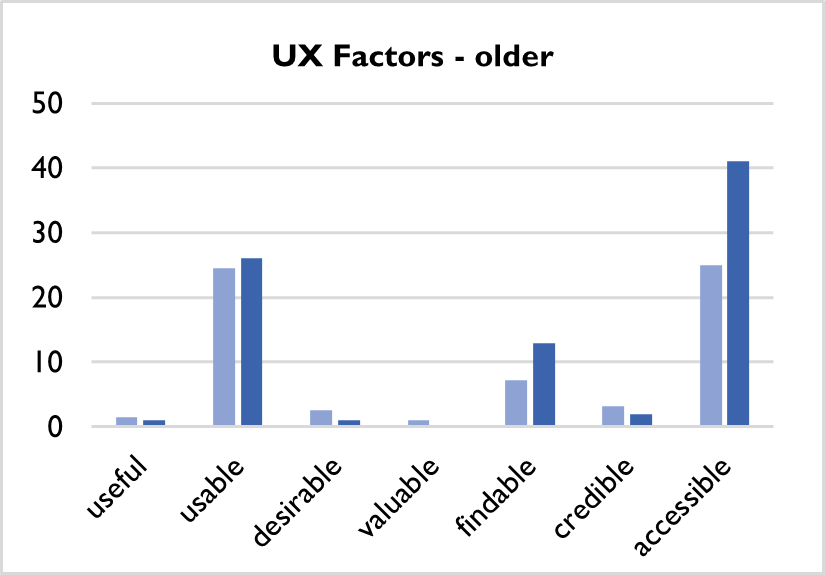 UX Factors - older
50
40
30
20
10
0
useful
usable
desirable
valuable
findable
credible
accessible